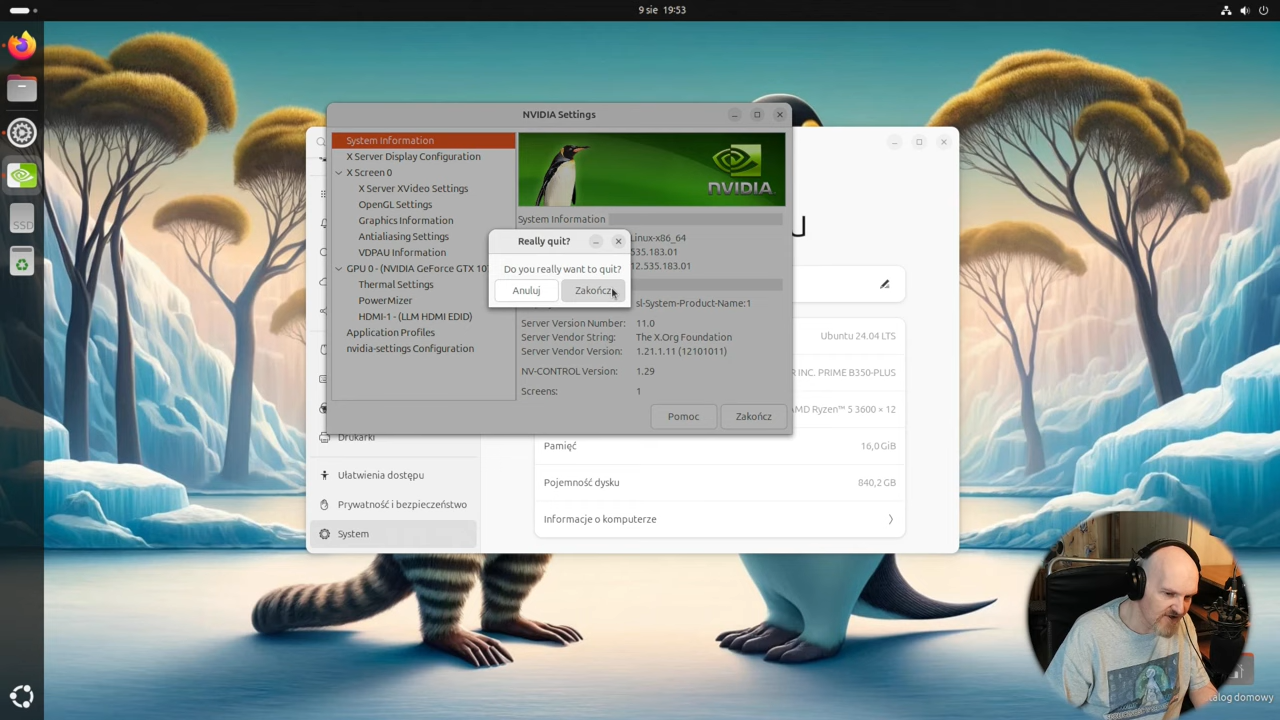 9 sie 19:53
NVIDIA Settings
System Information
X Server Display Configuration
X Screen 0
X Server XVideo Settings
OpenGL Settings
Graphics Information
Antialiasing Settings
VDPAU Information
GPU 0 - (NVIDIA GeForce GTX 10
Thermal Settings
PowerMizer
HDMI-1 - (LLM HDMI EDID)
Application Profiles
nvidia-settings Configuration
NVIDIA
System Information
Linux-x86_64
535.183.01
12.535.183.01
Really quit?
Do you really want to quit?
Anuluj
Zakończ
sl-System-Product-Name:1
Server Version Number: 11.0
Server Vendor String: The X.Org Foundation
Server Vendor Version: 1.21.1.11 (12101011)
NV-CONTROL Version: 1.29
Screens: 1
Pomoc
Zakończ
SSD
Drukarki
Ułatwienia dostępu
Prywatność i bezpieczeństwo
System
u
Ubuntu 24.04 LTS
R INC. PRIME B350-PLUS
AMD Ryzen™ 5 3600 × 12
Pamięć 16,0 GiB
Pojemność dysku 840,2 GB
Informacje o komputerze
alog domowy